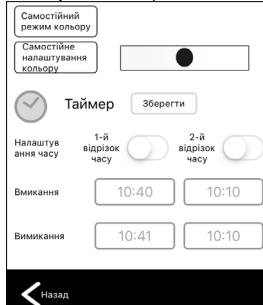 Самостійний
режим кольору
Самостійне
налаштування
кольору
Таймер Зберегти
Налаштув
ання часу
1-й
відрізок
часу
2-й
відрізок
часу
Вмикання 10:40 10:10
Вимикання 10:41 10:10
Назад